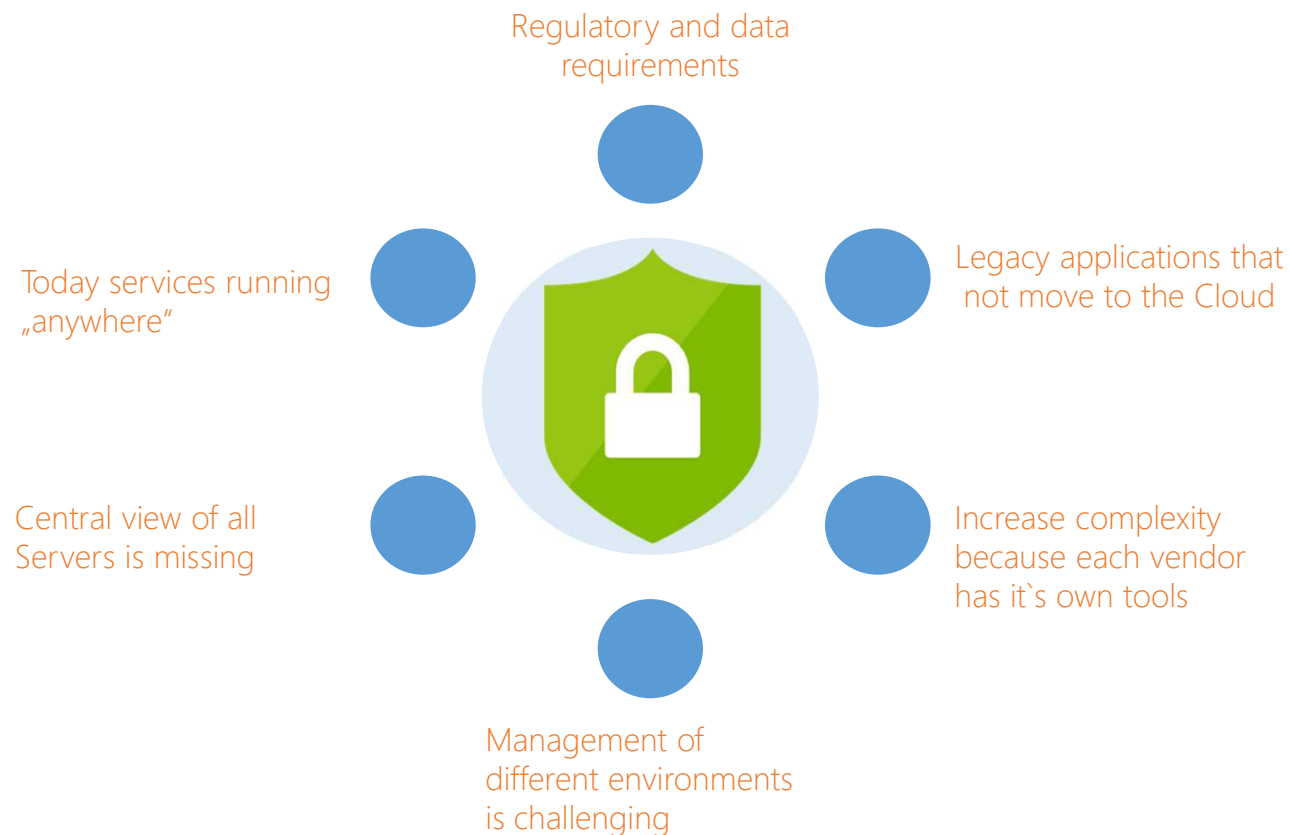 Regulatory and data
requirements
Legacy applications that
not move to the Cloud
Increase complexity
because each vendor
has it`s own tools
Management of
different environments
is challenging
Central view of all
Servers is missing
Today services running
„anywhere“